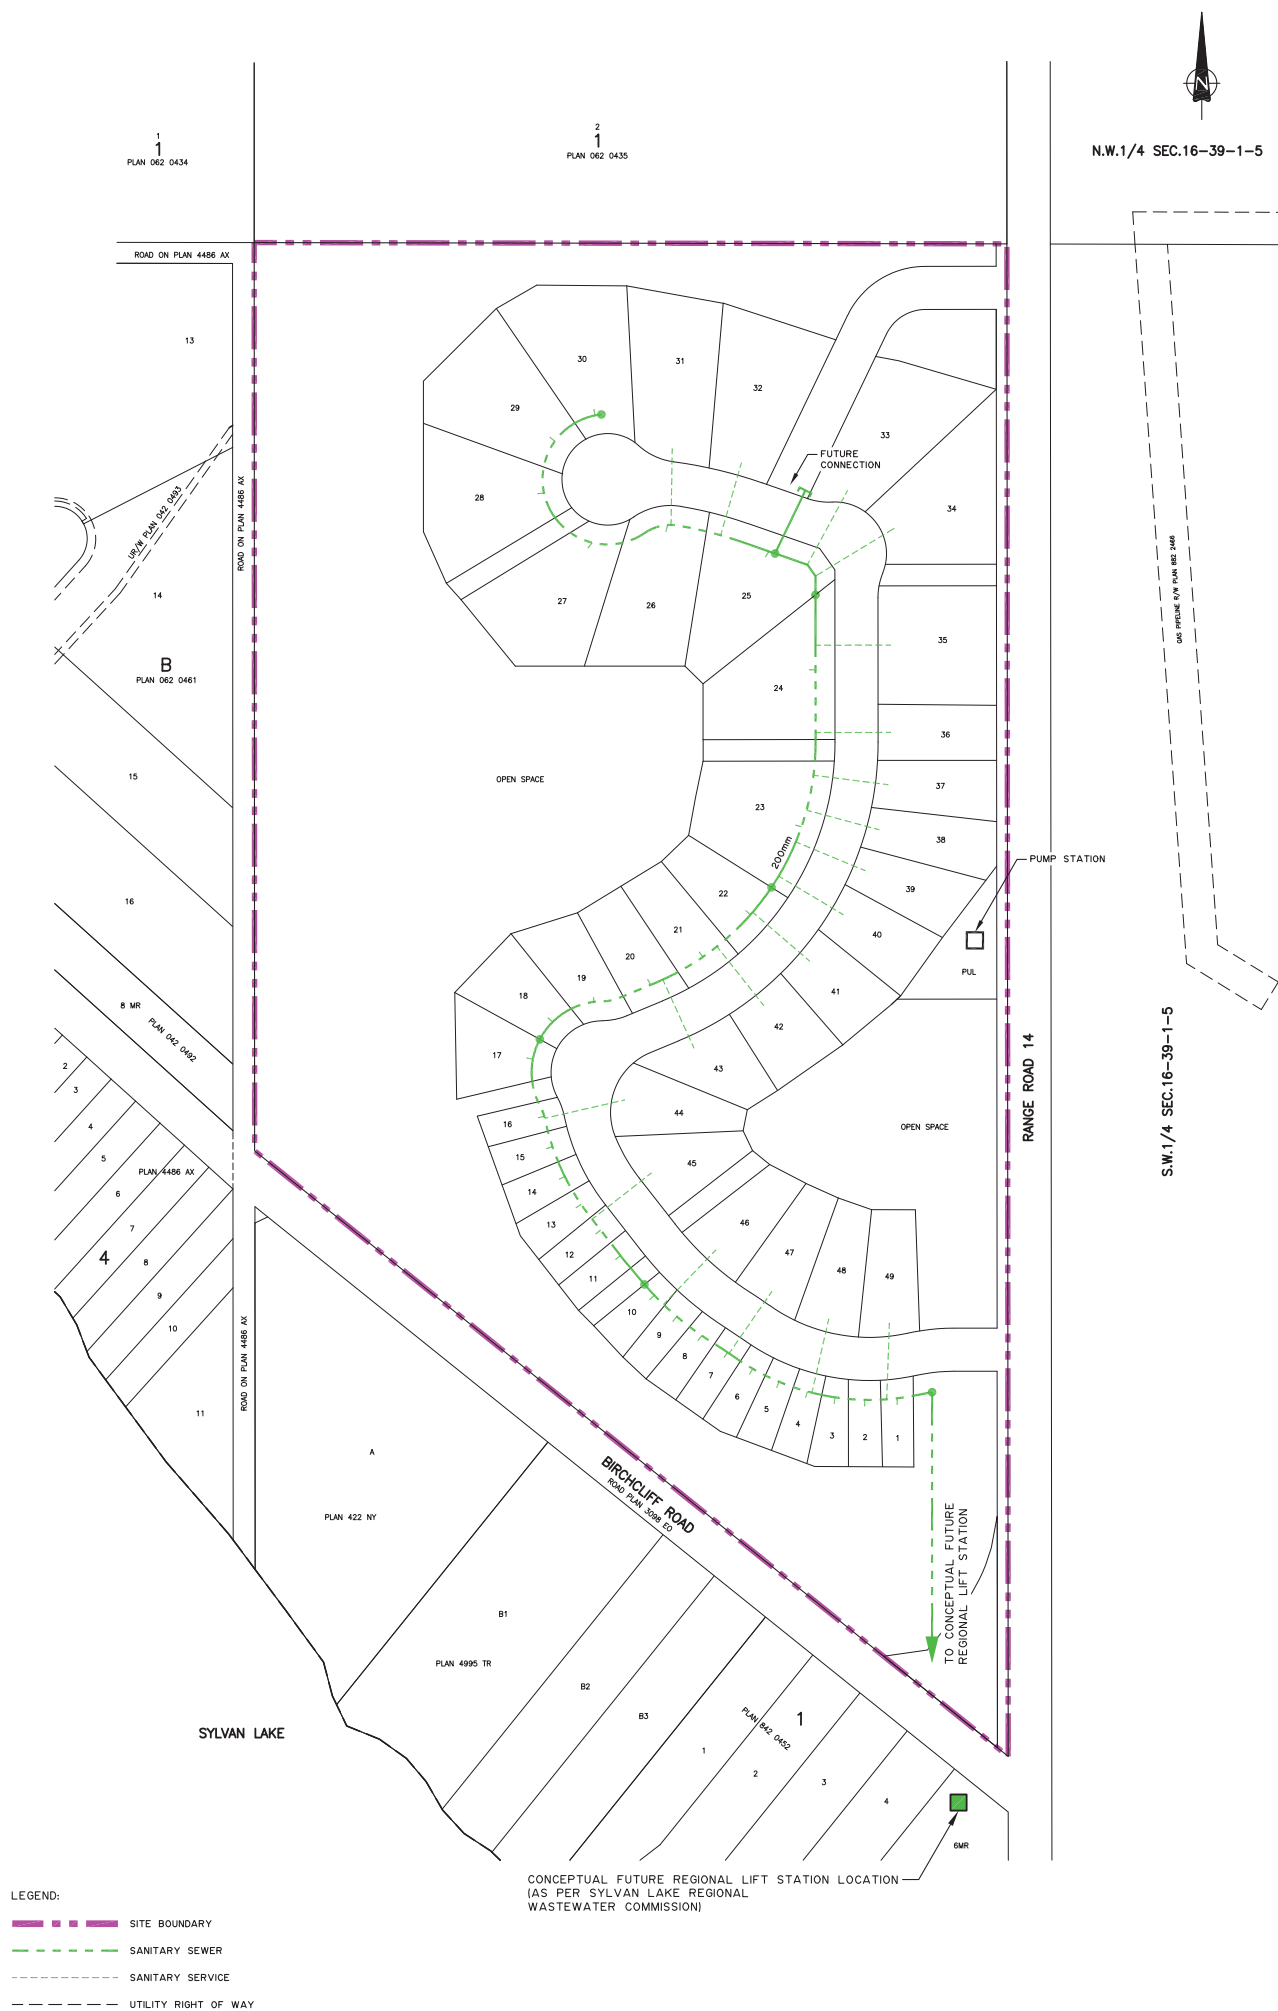 N
N.W.1/4 SEC.16-39-1-5
1
1
PLAN 062 0434
2
1
PLAN 062 0435
ROAD ON PLAN 4486 AX
13
30
31
32
29
33
FUTURE
CONNECTION
28
34
UR/W PLAN 042 0493
ROAD ON PLAN 4486 AX
GAS PIPELINE R/W PLAN 882 2466
14
27
26
25
35
B
PLAN 062 0461
24
36
15
OPEN SPACE
37
23
38
200mm
PUMP STATION
39
16
22
40
21
20
PUL
19
41
18
8 MR
PLAN 042 0492
42
17
43
RANGE ROAD 14
S.W.1/4 SEC.16-39-1-5
2
3
44
4
16
OPEN SPACE
5
15
45
PLAN 4486 AX
6
14
7
13
46
4
8
12
47
48
49
9
11
10
10
9
8
ROAD ON PLAN 4486 AX
7
6
5
4
3
2
1
11
A
BIRCHCLIFF ROAD
ROAD PLAN 3098 EO
PLAN 422 NY
TO CONCEPTUAL FUTURE
REGIONAL LIFT STATION
B1
PLAN 4995 TR
B2
B3
PLAN 842 0452
1
SYLVAN LAKE
1
2
3
4
6MR
CONCEPTUAL FUTURE REGIONAL LIFT STATION LOCATION
(AS PER SYLVAN LAKE REGIONAL
WASTEWATER COMMISSION)
LEGEND:
SITE BOUNDARY
SANITARY SEWER
SANITARY SERVICE
UTILITY RIGHT OF WAY